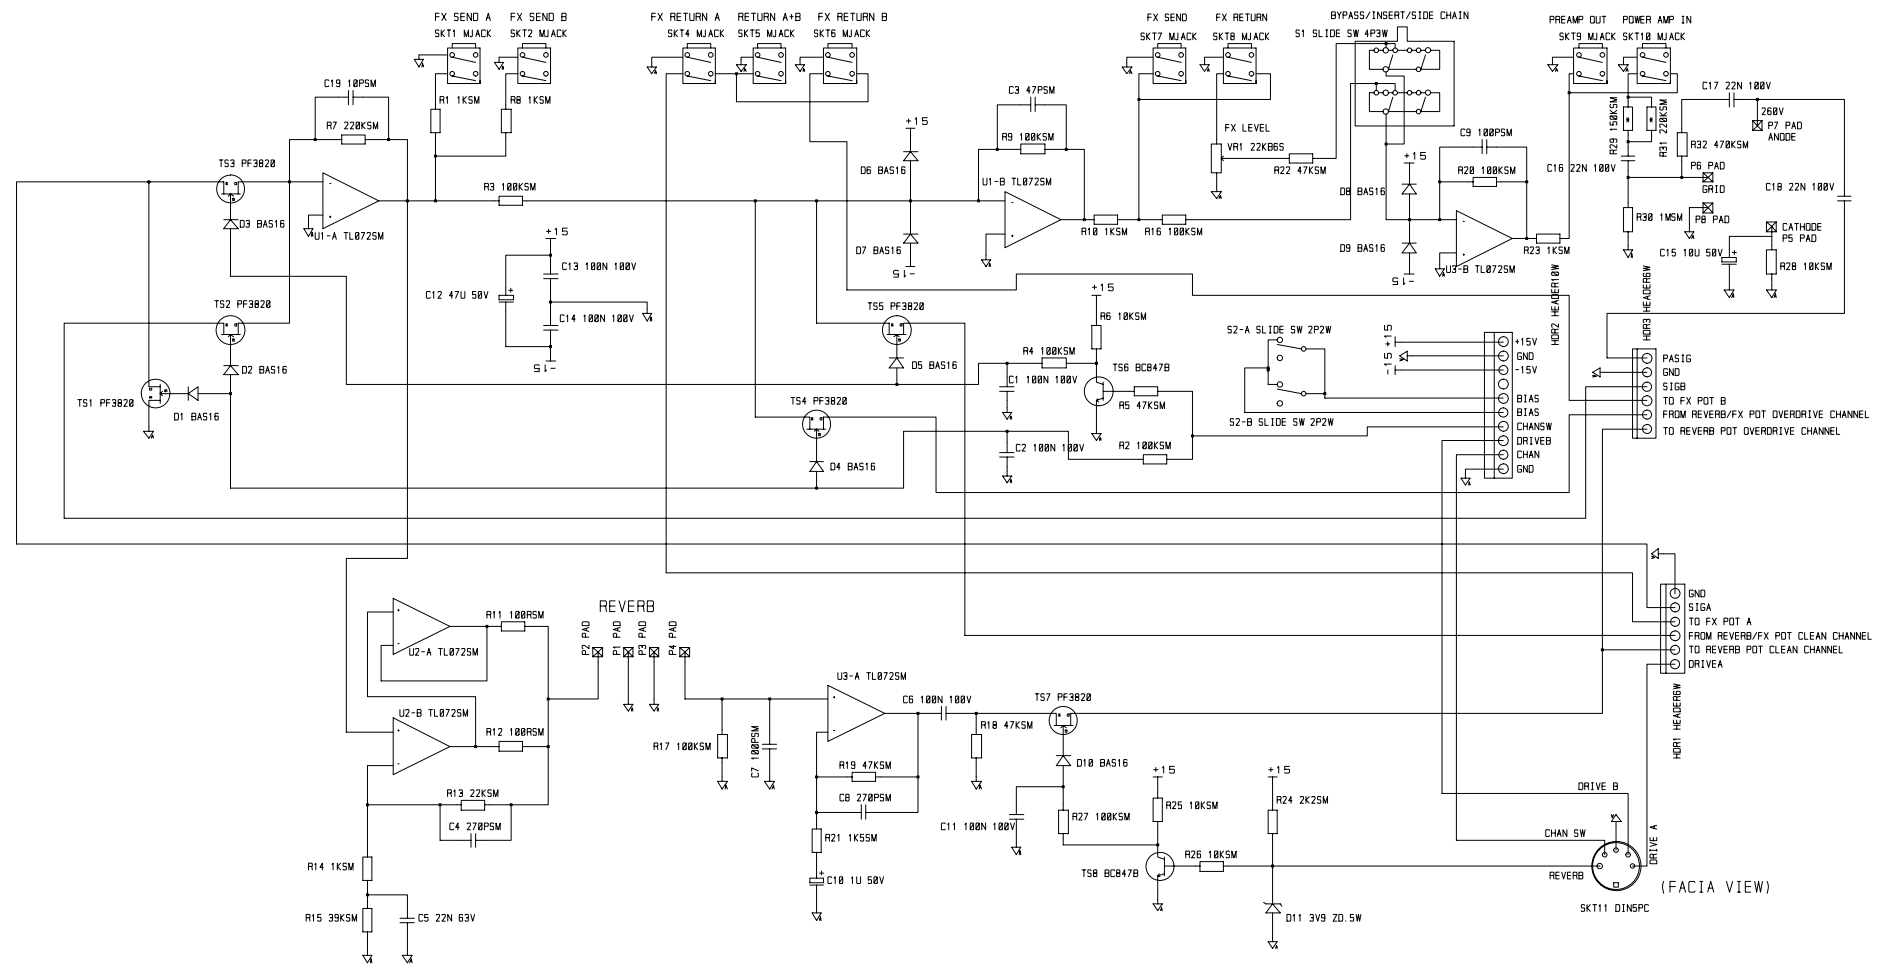 FX SEND A
SKT1 MJACK
FX SEND B
SKT2 MJACK
FX RETURN A
SKT4 MJACK
RETURN A+B
SKT5 MJACK
FX RETURN B
SKT6 MJACK
FX SEND
SKT7 MJACK
FX RETURN
SKT8 MJACK
BYPASS/INSERT/SIDE CHAIN
S1 SLIDE SW 4P3W
PREAMP OUT
SKT9 MJACK
POWER AMP IN
SKT10 MJACK
C19 10PSM
R7 220KSM
R1 1KSM
R8 1KSM
C3 47PSM
R9 100KSM
+15
D6 BAS16
FX LEVEL
VR1 22KB6S
R22 47KSM
C9 100PSM
R20 100KSM
+15
D8 BAS16
C17 22N 100V
260V
P7 PAD
ANODE
R29 150KSM
R31 220KSM
R32 470KSM
C16 22N 100V
P6 PAD
GRID
C18 22N 100V
TS3 PF3820
D3 BAS16
U1-A TL072SM
R3 100KSM
U1-B TL072SM
R10 1KSM
R16 100KSM
D7 BAS16
-15
D9 BAS16
-15
U3-B TL072SM
R23 1KSM
R30 1MSM
P8 PAD
CATHODE
P5 PAD
C15 10U 50V
R28 10KSM
+15
C13 100N 100V
C12 47U 50V
C14 100N 100V
-15
TS2 PF3820
D2 BAS16
TS1 PF3820
D1 BAS16
TS5 PF3820
D5 BAS16
TS4 PF3820
D4 BAS16
+15
R6 10KSM
R4 100KSM
C1 100N 100V
TS6 BC847B
R5 47KSM
C2 100N 100V
R2 100KSM
S2-A SLIDE SW 2P2W
S2-B SLIDE SW 2P2W
HDR2 HEADER10W
+15
-15
+15V
GND
-15V
BIAS
BIAS
CHANSW
DRIVEB
CHAN
GND
HDR3 HEADER6W
PASIG
GND
SIGB
TO FX POT B
FROM REVERB/FX POT OVERDRIVE CHANNEL
TO REVERB POT OVERDRIVE CHANNEL
GND
SIGA
TO FX POT A
FROM REVERB/FX POT CLEAN CHANNEL
TO REVERB POT CLEAN CHANNEL
DRIVEA
HDR1 HEADER6W
R11 100RSM
U2-A TL072SM
U2-B TL072SM
R12 100RSM
R13 22KSM
C4 270PSM
R14 1KSM
R15 39KSM
C5 22N 63V
REVERB
P2 PAD
P1 PAD
P3 PAD
P4 PAD
R17 100KSM
C7 100PSM
U3-A TL072SM
C6 100N 100V
R18 47KSM
R19 47KSM
C8 270PSM
R21 1K5SM
C10 1U 50V
TS7 PF3820
D10 BAS16
C11 100N 100V
R27 100KSM
+15
R25 10KSM
TS8 BC847B
R26 10KSM
+15
R24 2K2SM
D11 3V9 ZD.5W
DRIVE B
CHAN SW
DRIVE A
REVERB
(FACIA VIEW)
SKT11 DIN5PC